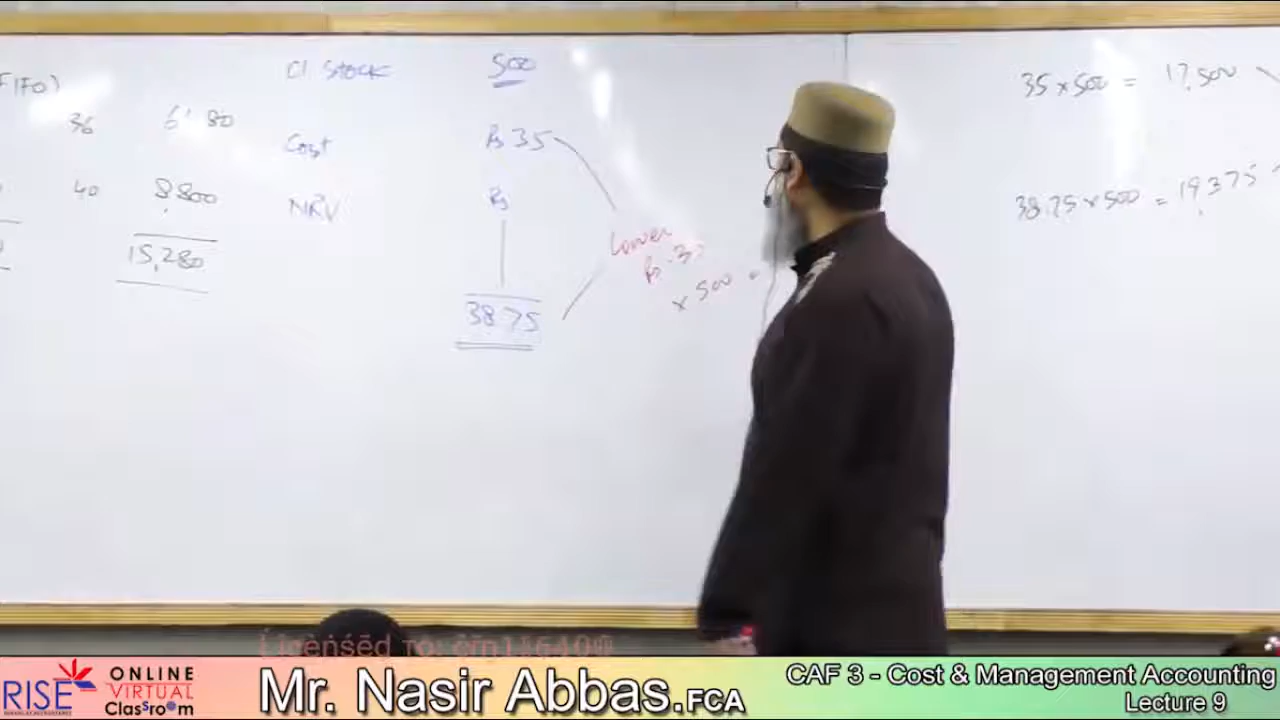 FIFO)
36 6'80
40 8,800
15,280
Cl STOCK 500
Cost Rs 35
NRV Rs
38.75
Lower
Rs.
x 500 =
35 x 500 = 17,500
38.75 x 500 = 19,375
RISE
ONLINE
VIRTUAL
Classroom
Mr. Nasir Abbas.FCA
CAF 3 - Cost & Management Accounting
Lecture 9